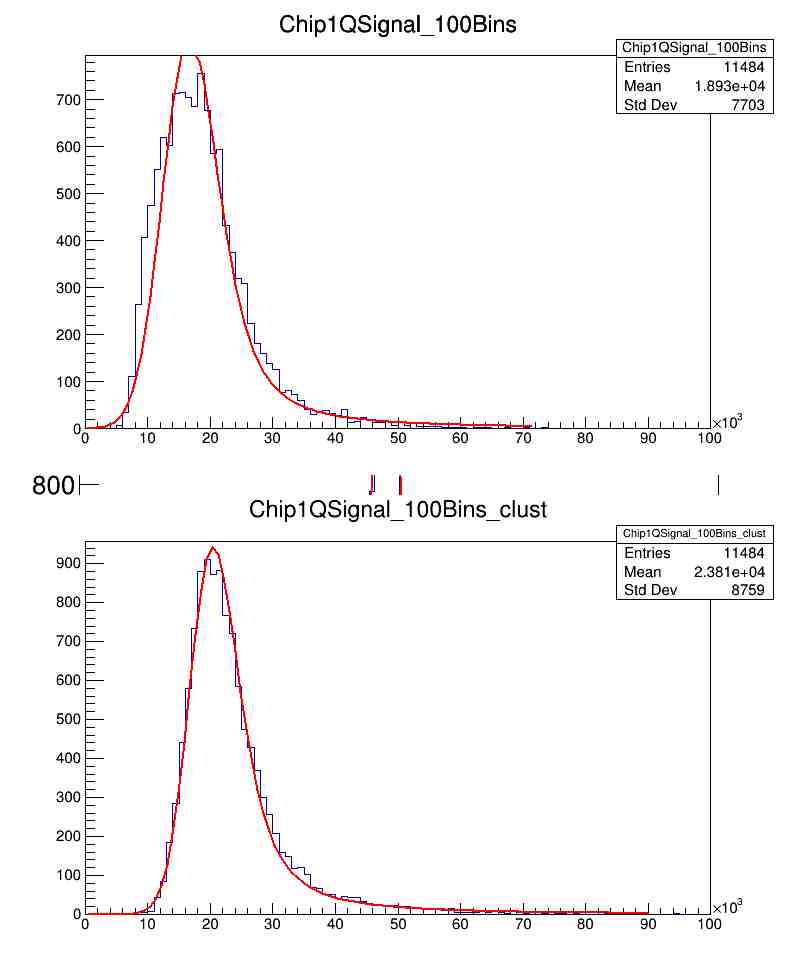 Chip1QSignal_100Bins
Chip1QSignal_100Bins
Entries 11484
Mean 1.893e+04
Std Dev 7703
700
600
500
400
300
200
100
0
0 10 20 30 40 50 60 70 80 90 100 ×10³
800
Chip1QSignal_100Bins_clust
Chip1QSignal_100Bins_clust
Entries 11484
Mean 2.381e+04
Std Dev 8759
900
800
700
600
500
400
300
200
100
0
0 10 20 30 40 50 60 70 80 90 100 ×10³